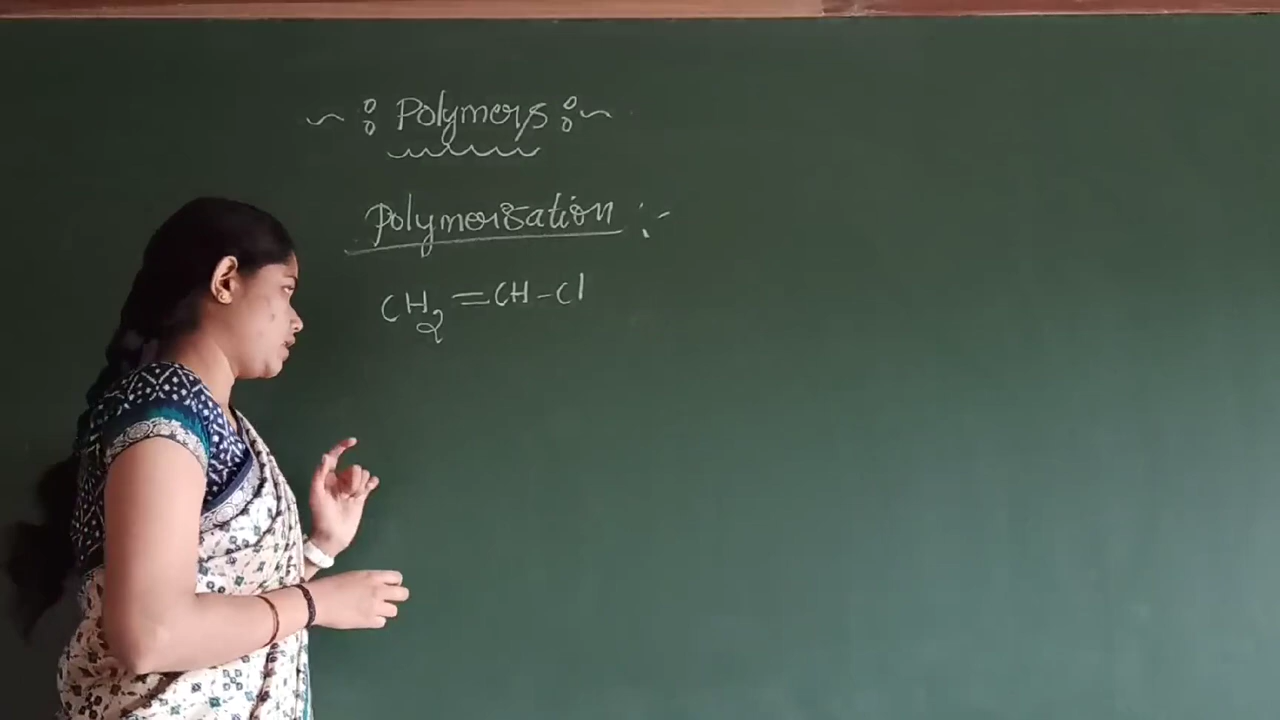 ~ : Polymers : ~
Polymerisation :-
CH₂ = CH - Cl